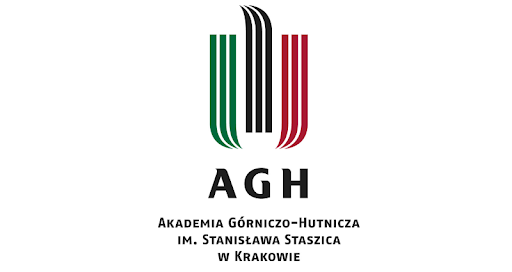 AGH
Akademia Górniczo-Hutnicza
im. Stanisława Staszica
w Krakowie